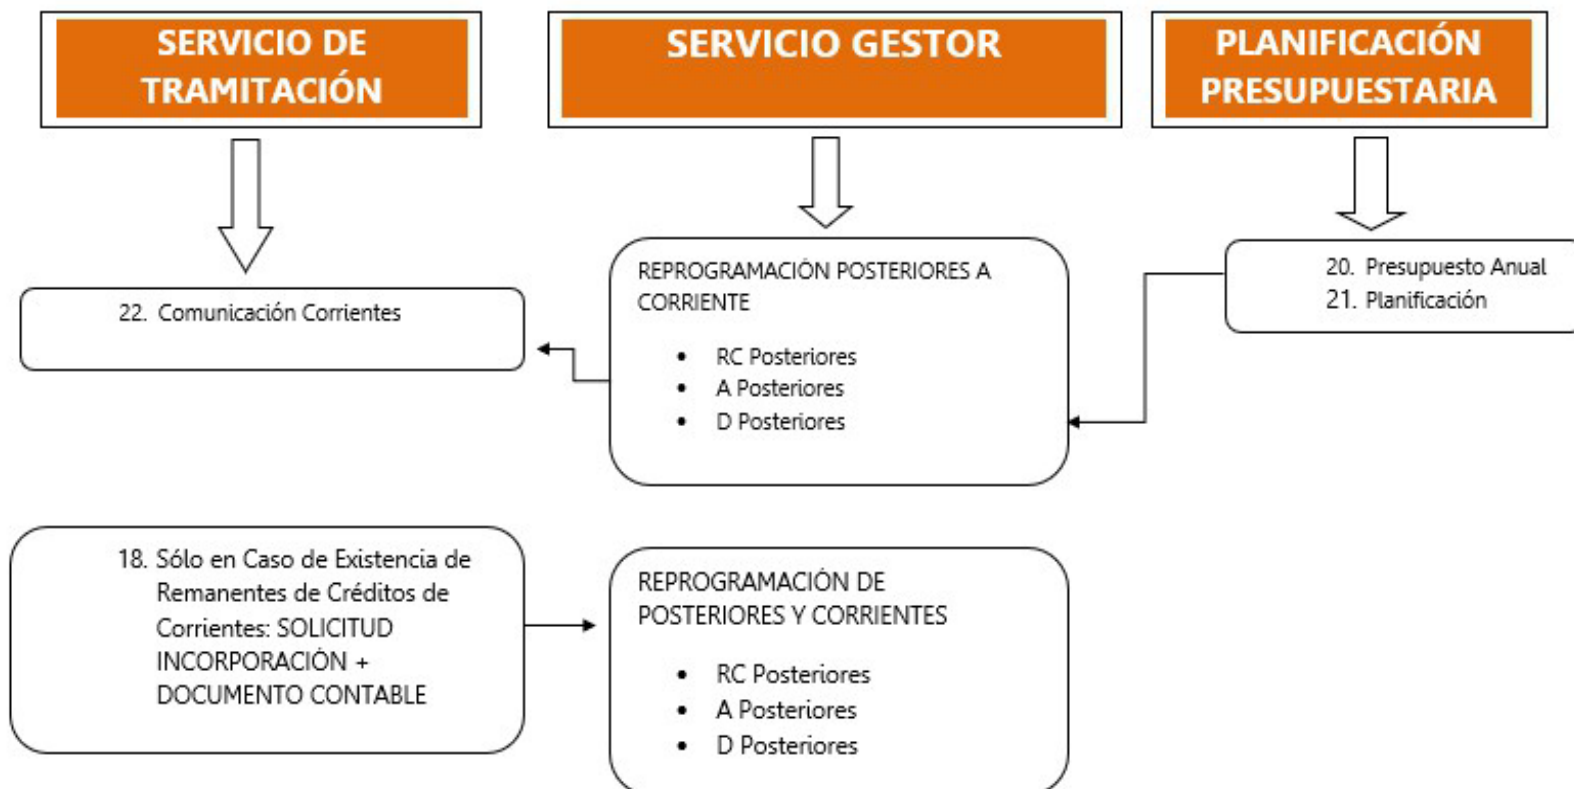 SERVICIO DE
TRAMITACIÓN
SERVICIO GESTOR
PLANIFICACIÓN
PRESUPUESTARIA
22. Comunicación Corrientes
REPROGRAMACIÓN POSTERIORES A
CORRIENTE
• RC Posteriores
• A Posteriores
• D Posteriores
20. Presupuesto Anual
21. Planificación
18. Sólo en Caso de Existencia de
Remanentes de Créditos de
Corrientes: SOLICITUD
INCORPORACIÓN +
DOCUMENTO CONTABLE
REPROGRAMACIÓN DE
POSTERIORES Y CORRIENTES
• RC Posteriores
• A Posteriores
• D Posteriores